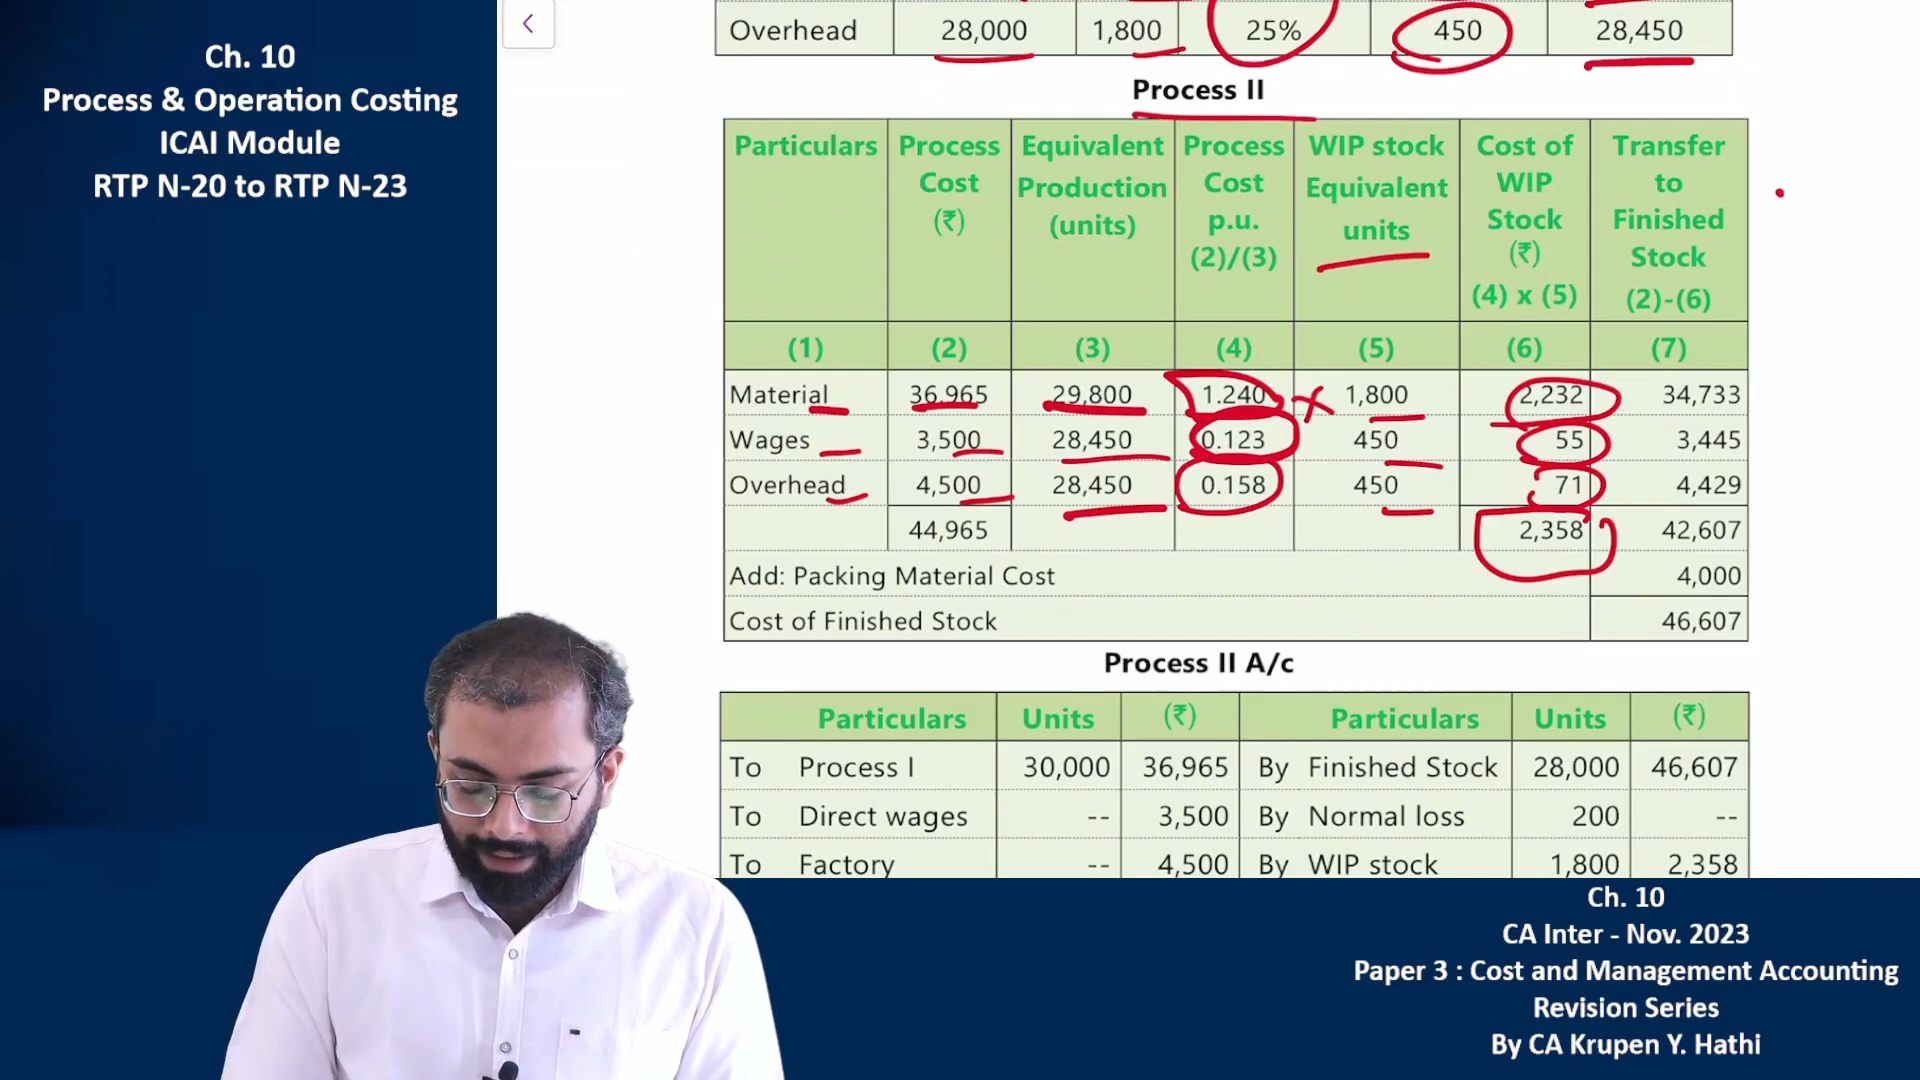 Ch. 10
Process & Operation Costing
ICAI Module
RTP N-20 to RTP N-23
Overhead 28,000 1,800 25% 450 28,450
Process II
Particulars Process Cost (₹) Equivalent Production (units) Process Cost p.u. (2)/(3) WIP stock Equivalent units Cost of WIP Stock (₹) (4) x (5) Transfer to Finished Stock (2)-(6)
(1) (2) (3) (4) (5) (6) (7)
Material 36,965 29,800 1.240 x 1,800 2,232 34,733
Wages 3,500 28,450 0.123 450 55 3,445
Overhead 4,500 28,450 0.158 450 71 4,429
44,965 2,358 42,607
Add: Packing Material Cost 4,000
Cost of Finished Stock 46,607
Process II A/c
Particulars Units (₹) Particulars Units (₹)
To Process I 30,000 36,965 By Finished Stock 28,000 46,607
To Direct wages -- 3,500 By Normal loss 200 --
To Factory -- 4,500 By WIP stock 1,800 2,358
Ch. 10
CA Inter - Nov. 2023
Paper 3 : Cost and Management Accounting
Revision Series
By CA Krupen Y. Hathi